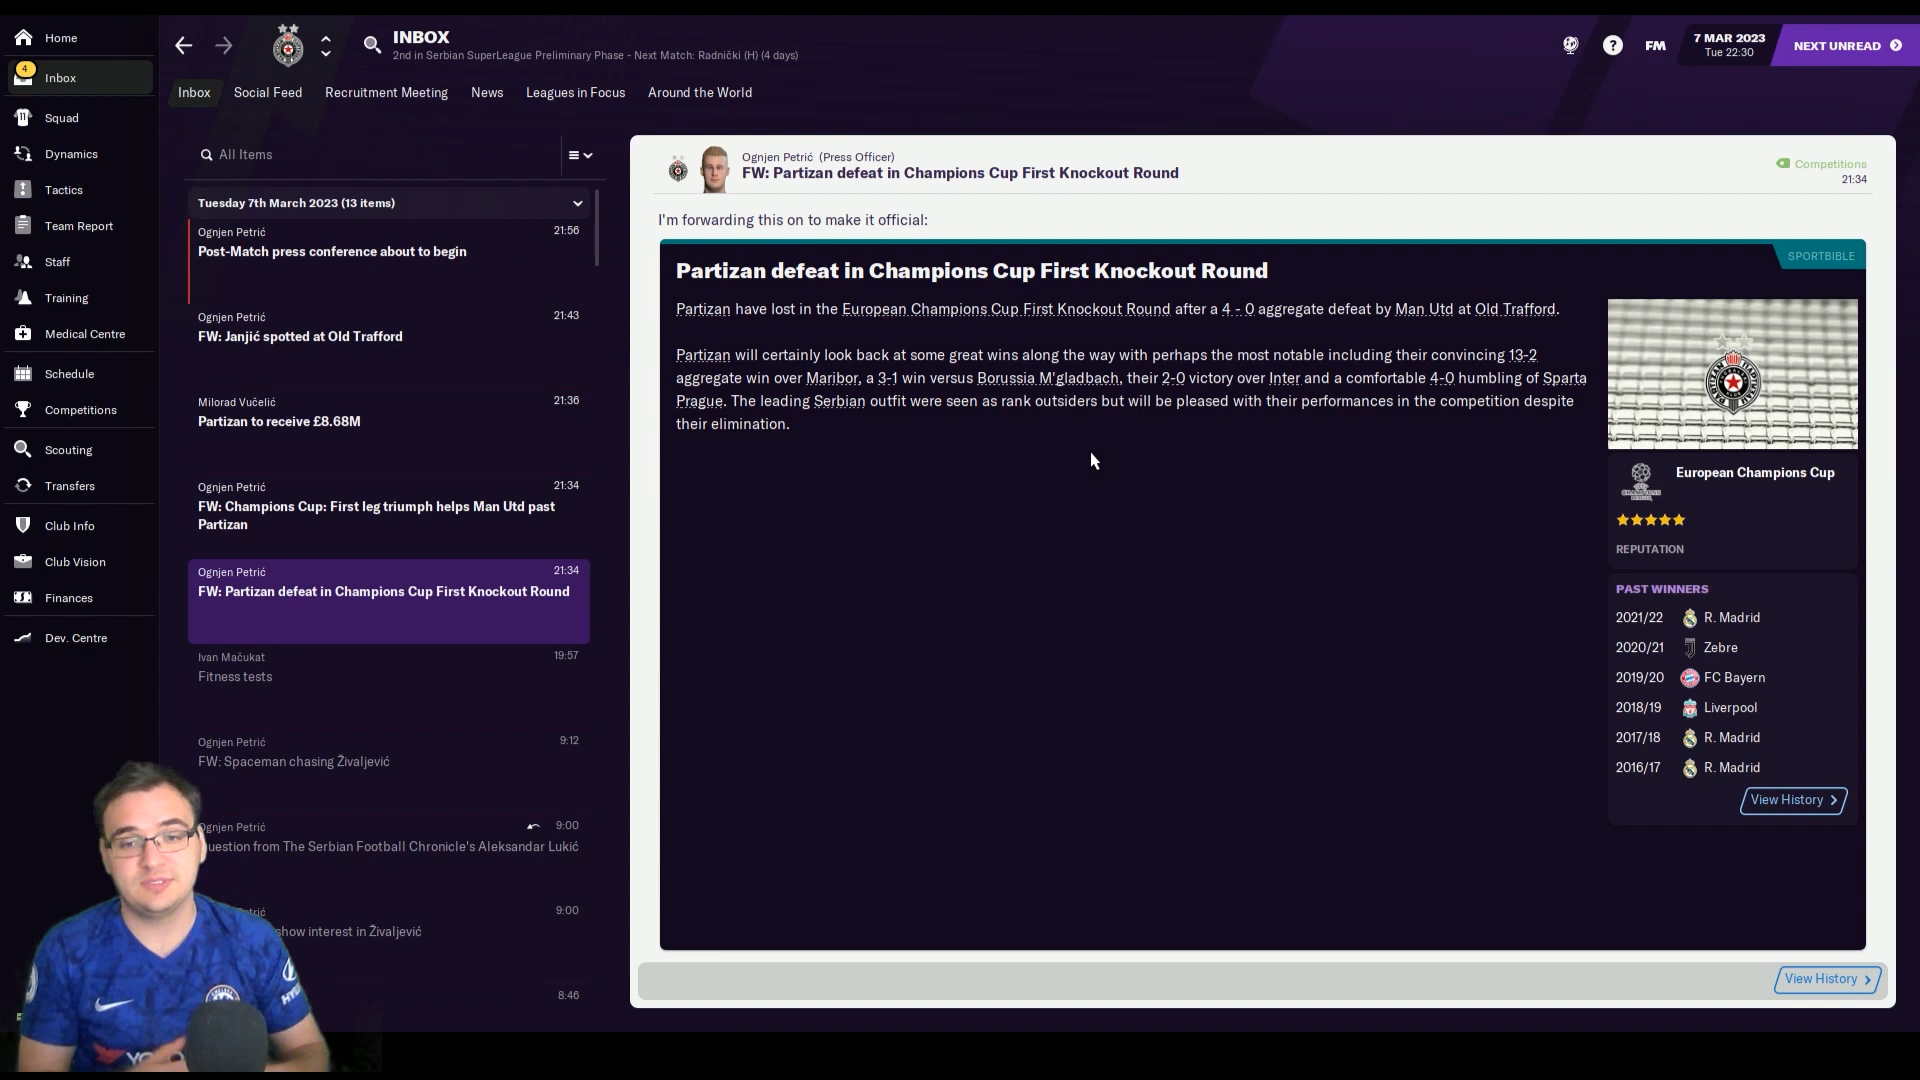 Home
4
Inbox
Squad
Dynamics
Tactics
Team Report
Staff
Training
Medical Centre
Schedule
Competitions
Scouting
Transfers
Club Info
Club Vision
Finances
Dev. Centre
INBOX
2nd in Serbian SuperLeague Preliminary Phase - Next Match: Radnički (H) (4 days)
FM
7 MAR 2023
Tue 22:30
NEXT UNREAD
Inbox
Social Feed
Recruitment Meeting
News
Leagues in Focus
Around the World
All Items
Tuesday 7th March 2023 (13 items)
Ognjen Petrić
21:56
Post-Match press conference about to begin
Ognjen Petrić
21:43
FW: Janjić spotted at Old Trafford
Milorad Vučelić
21:36
Partizan to receive £8.68M
Ognjen Petrić
21:34
FW: Champions Cup: First leg triumph helps Man Utd past
Partizan
Ognjen Petrić
21:34
FW: Partizan defeat in Champions Cup First Knockout Round
Ivan Mačukat
19:57
Fitness tests
Ognjen Petrić
9:12
FW: Spaceman chasing Živaljević
Ognjen Petrić
9:00
uestion from The Serbian Football Chronicle's Aleksandar Lukić
etrić
9:00
show interest in Živaljević
8:46
Ognjen Petrić (Press Officer)
FW: Partizan defeat in Champions Cup First Knockout Round
Competitions
21:34
I'm forwarding this on to make it official:
SPORTBIBLE
Partizan defeat in Champions Cup First Knockout Round
Partizan have lost in the European Champions Cup First Knockout Round after a 4 - 0 aggregate defeat by Man Utd at Old Trafford.
Partizan will certainly look back at some great wins along the way with perhaps the most notable including their convincing 13-2
aggregate win over Maribor, a 3-1 win versus Borussia M'gladbach, their 2-0 victory over Inter and a comfortable 4-0 humbling of Sparta
Prague. The leading Serbian outfit were seen as rank outsiders but will be pleased with their performances in the competition despite
their elimination.
European Champions Cup
REPUTATION
PAST WINNERS
2021/22 R. Madrid
2020/21 Zebre
2019/20 FC Bayern
2018/19 Liverpool
2017/18 R. Madrid
2016/17 R. Madrid
View History
View History